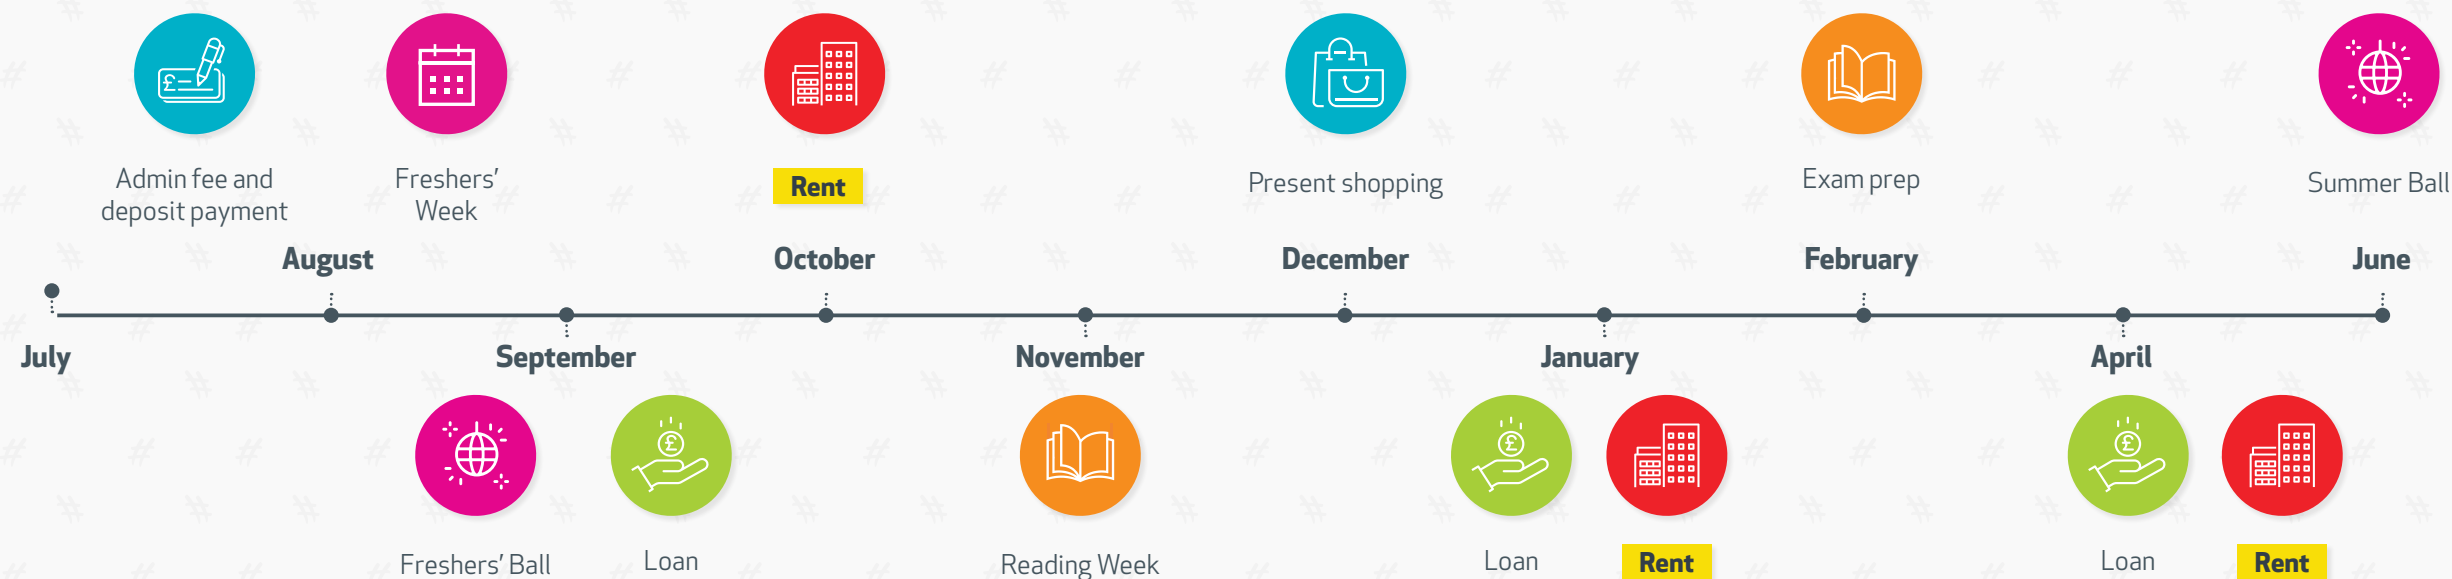 Admin fee and
deposit payment
Freshers'
Week
Rent
Present shopping
Exam prep
Summer Ball
August
October
December
February
June
July
September
November
January
April
Freshers' Ball
Loan
Reading Week
Loan
Rent
Loan
Rent